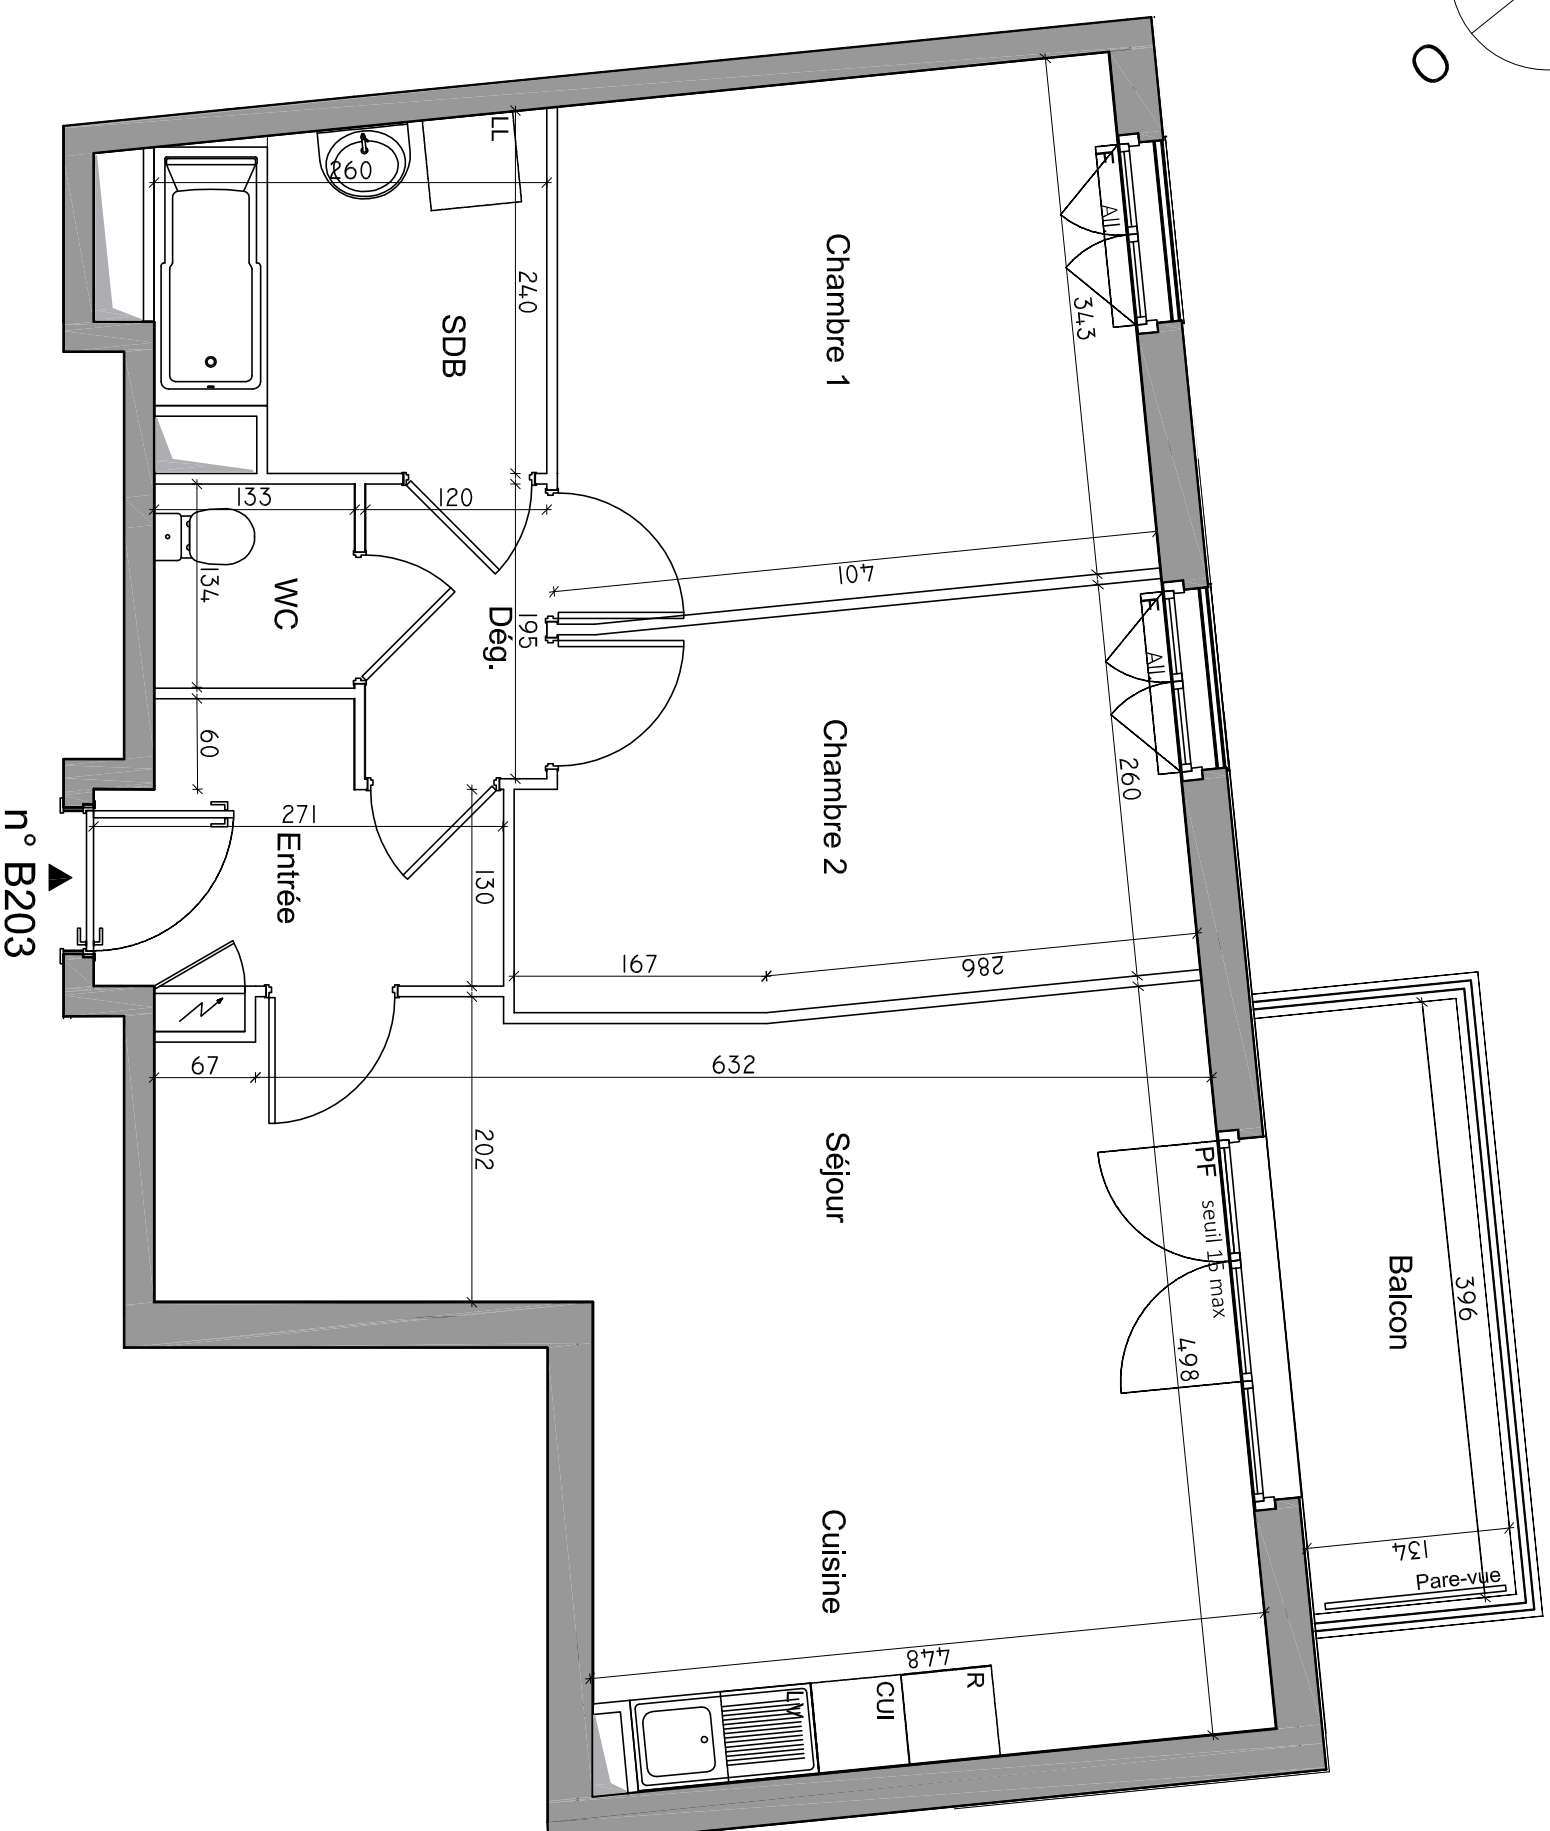 O
Chambre 1
All.
F
343
401
LL
260
240
SDB
133
120
134
WC
Dég.
195
60
Chambre 2
All.
F
260
286
167
271
Entrée
130
n° B203
67
632
202
Séjour
PF
seuil 15 max
498
Balcon
396
134
Pare-vue
Cuisine
448
R
CUI
LV